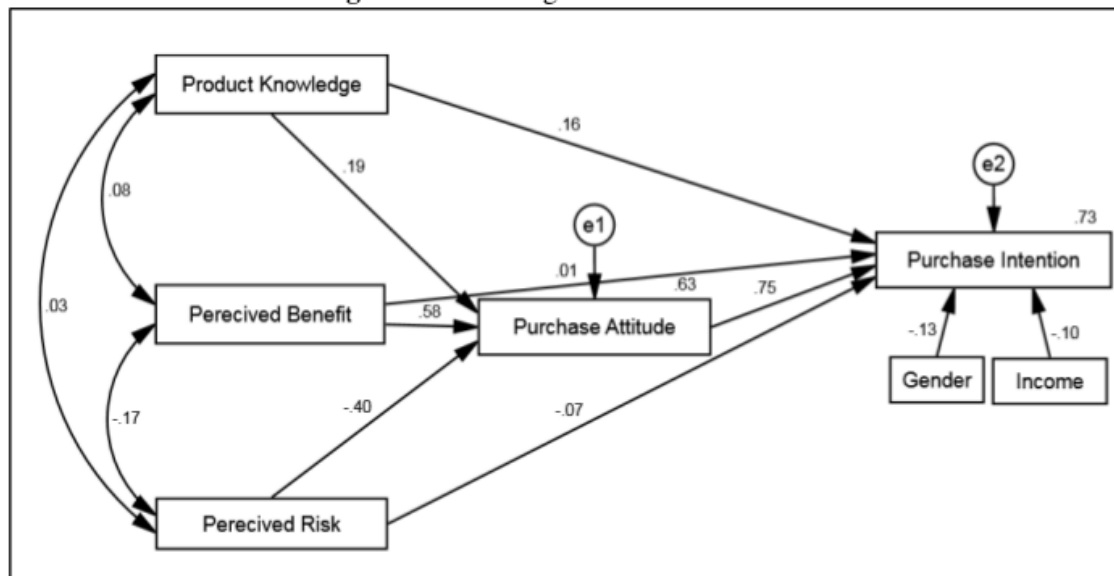 Product Knowledge
.16
e2
.19
.08
.73
e1
Purchase Intention
.01
.63
.75
Perecived Benefit
.58
.03
Purchase Attitude
-.13
-.10
Gender
Income
-.40
-.07
-.17
Perecived Risk